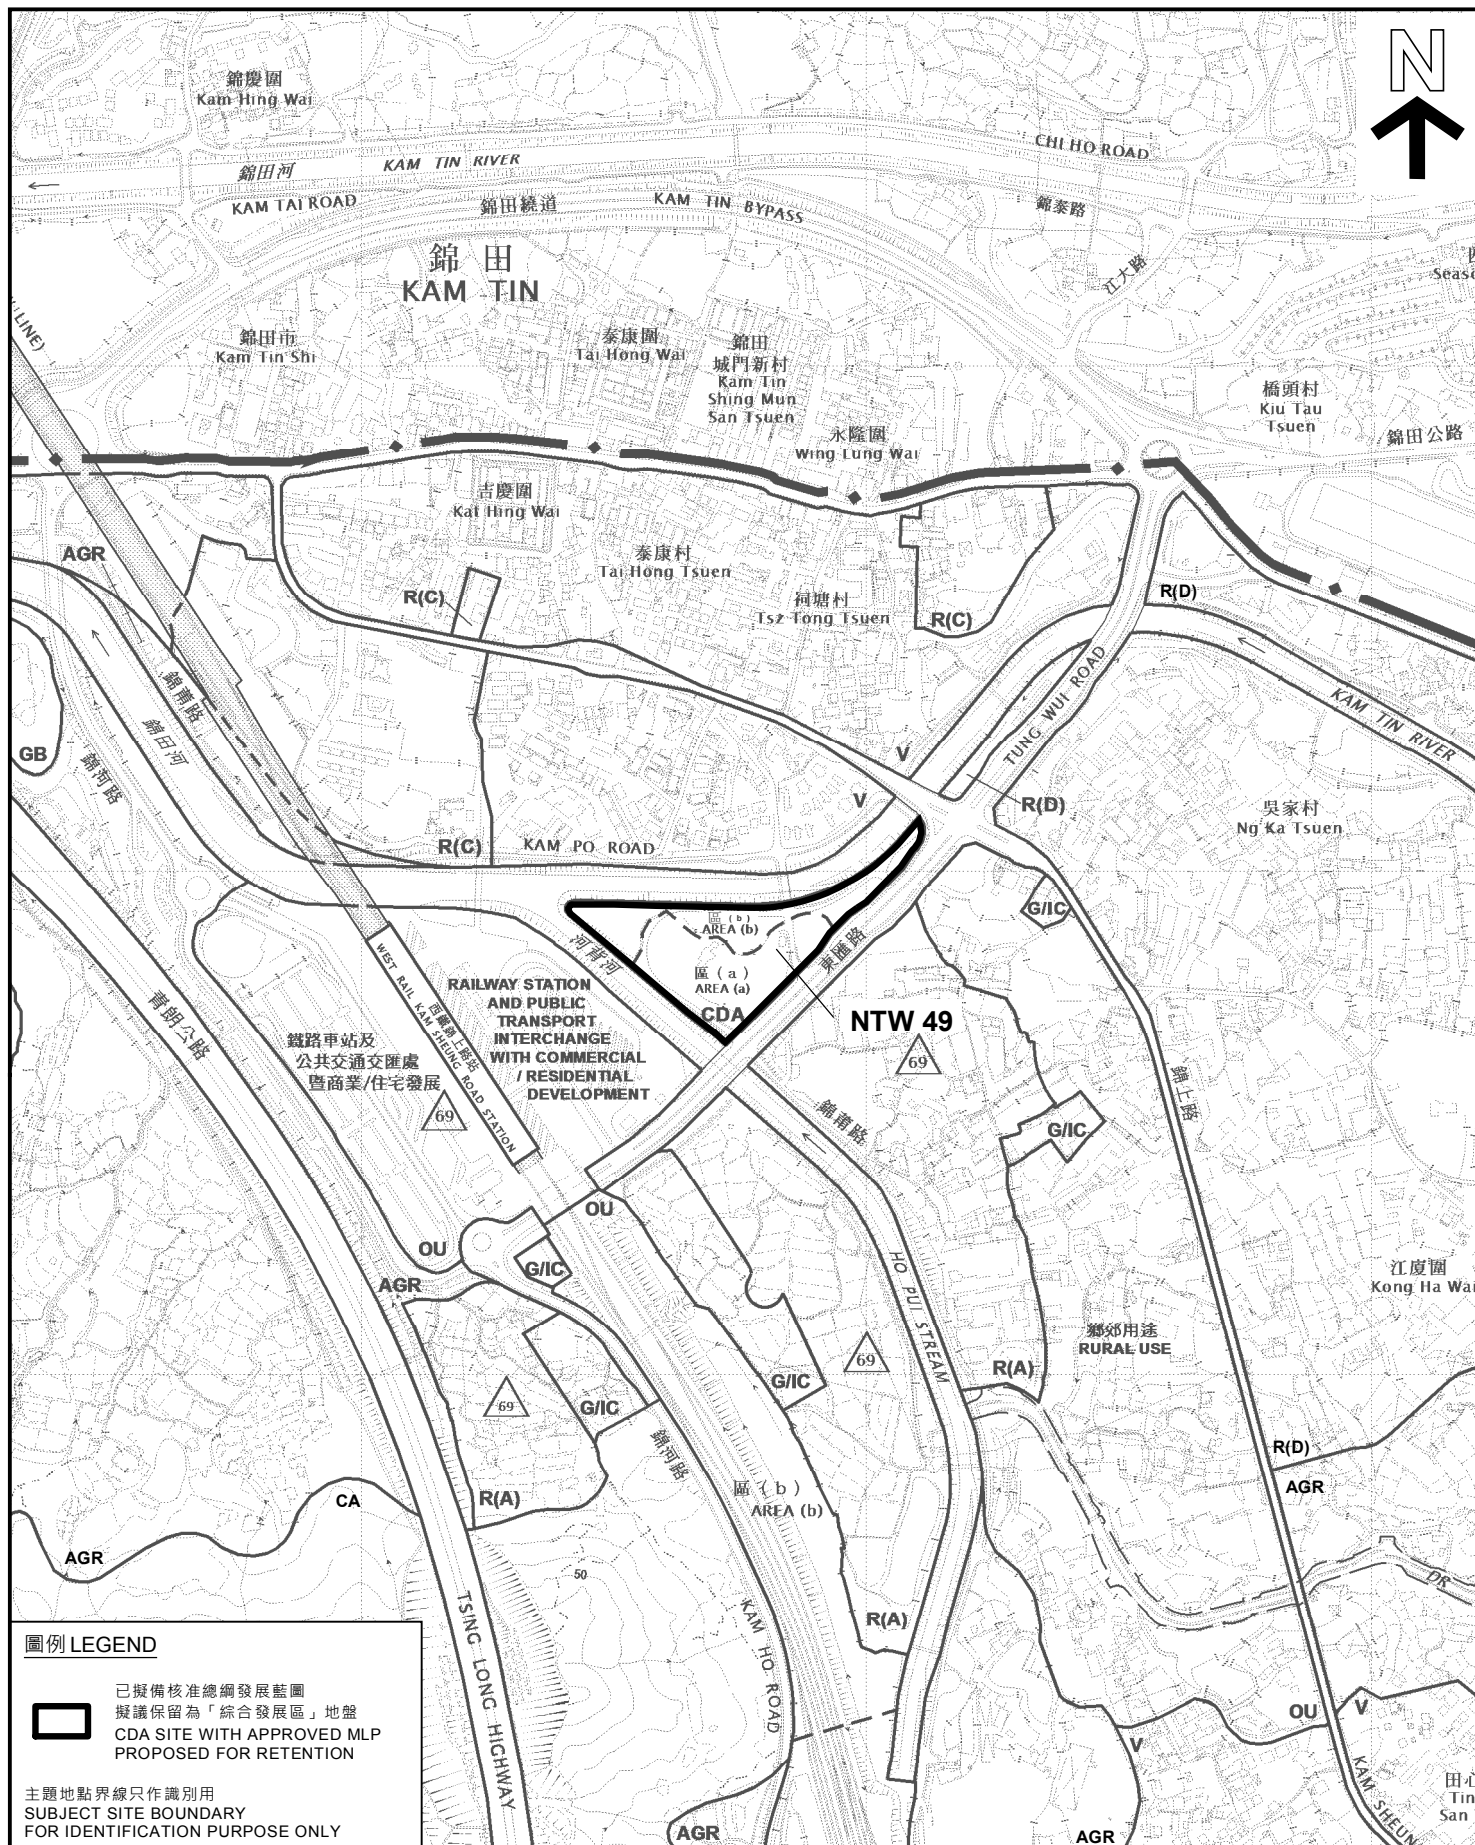 N
錦慶圍
Kam Hing Wai
CHI HO ROAD
錦田河
KAM TIN RIVER
KAM TAI ROAD
錦田繞道
KAM TIN BYPASS
錦泰路
錦 田
KAM TIN
江大路
LINE)
錦田市
Kam Tin Shi
泰康圍
Tai Hong Wai
錦田
城門新村
Kam Tin
Shing Mun
San Tsuen
橋頭村
Kiu Tau
Tsuen
永隆圍
Wing Lung Wai
錦田公路
吉慶圍
Kat Hing Wai
AGR
泰康村
Tai Hong Tsuen
R(C)
祠塘村
Tsz Tong Tsuen
R(C)
R(D)
錦莆路
錦田河
TUNG WUI ROAD
KAM TIN RIVER
GB
錦河路
V
V
R(D)
吳家村
Ng Ka Tsuen
R(C)
KAM PO ROAD
G/IC
區 (b)
AREA (b)
河背河
東匯路
區 (a)
AREA (a)
CDA
NTW 49
69
WEST RAIL KAM SHEUNG ROAD STATION
西鐵錦上路站
RAILWAY STATION
AND PUBLIC
TRANSPORT
INTERCHANGE
WITH COMMERCIAL
/ RESIDENTIAL
DEVELOPMENT
青朗公路
鐵路車站及
公共交通交匯處
暨商業/住宅發展
69
錦莆路
錦上路
G/IC
OU
OU
G/IC
AGR
HO PUI STREAM
江廈圍
Kong Ha Wai
鄉郊用途
RURAL USE
69
R(A)
G/IC
69
G/IC
錦河路
R(D)
AGR
CA
R(A)
區 (b)
AREA (b)
AGR
50
TSING LONG HIGHWAY
KAM HO ROAD
R(A)
DR
OU
V
V
KAM SHEUN
Tin
San
AGR
AGR
圖例 LEGEND
已擬備核准總綱發展藍圖
擬議保留為「綜合發展區」地盤
CDA SITE WITH APPROVED MLP
PROPOSED FOR RETENTION
主題地點界線只作識別用
SUBJECT SITE BOUNDARY
FOR IDENTIFICATION PURPOSE ONLY